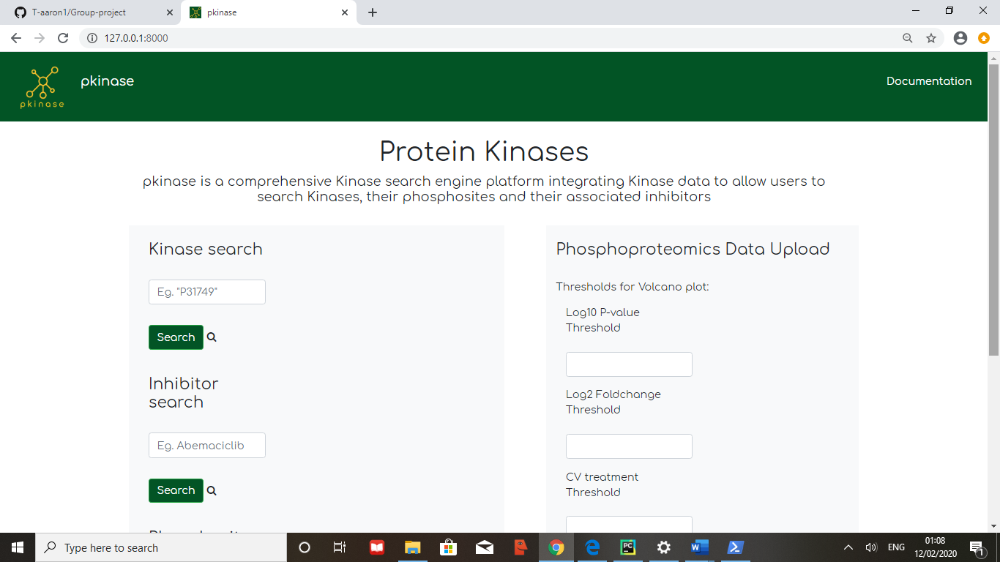 T-aaron1/Group-project
pkinase
127.0.0.1:8000
pkinase
pkinase
Documentation
Protein Kinases
pkinase is a comprehensive Kinase search engine platform integrating Kinase data to allow users to
search Kinases, their phosphosites and their associated inhibitors
Kinase search
Eg. "P31749"
Search
Inhibitor
search
Eg. Abemaciclib
Search
Phosphoproteomics Data Upload
Thresholds for Volcano plot:
Log10 P-value
Threshold
Log2 Foldchange
Threshold
CV treatment
Threshold
Type here to search
PC
ENG
01:08
12/02/2020
1